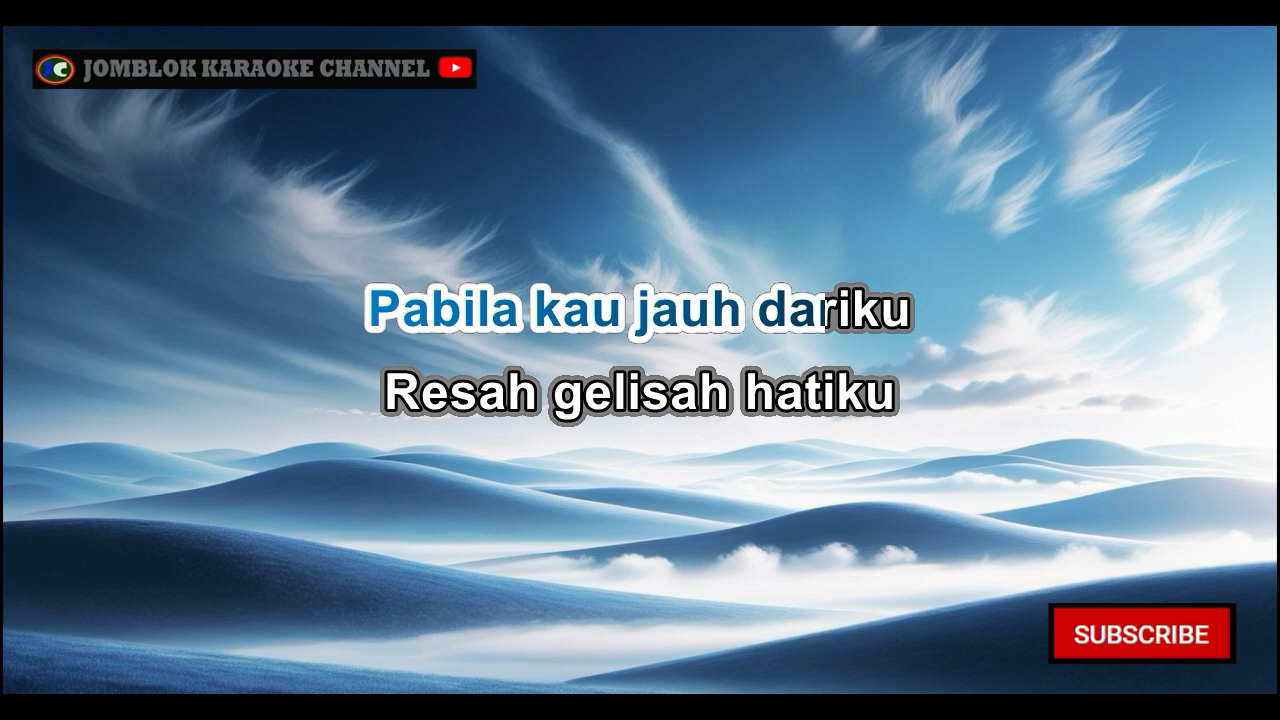 JOMBLOK KARAOKE CHANNEL
Pabila kau jauh dariku
Resah gelisah hatiku
SUBSCRIBE